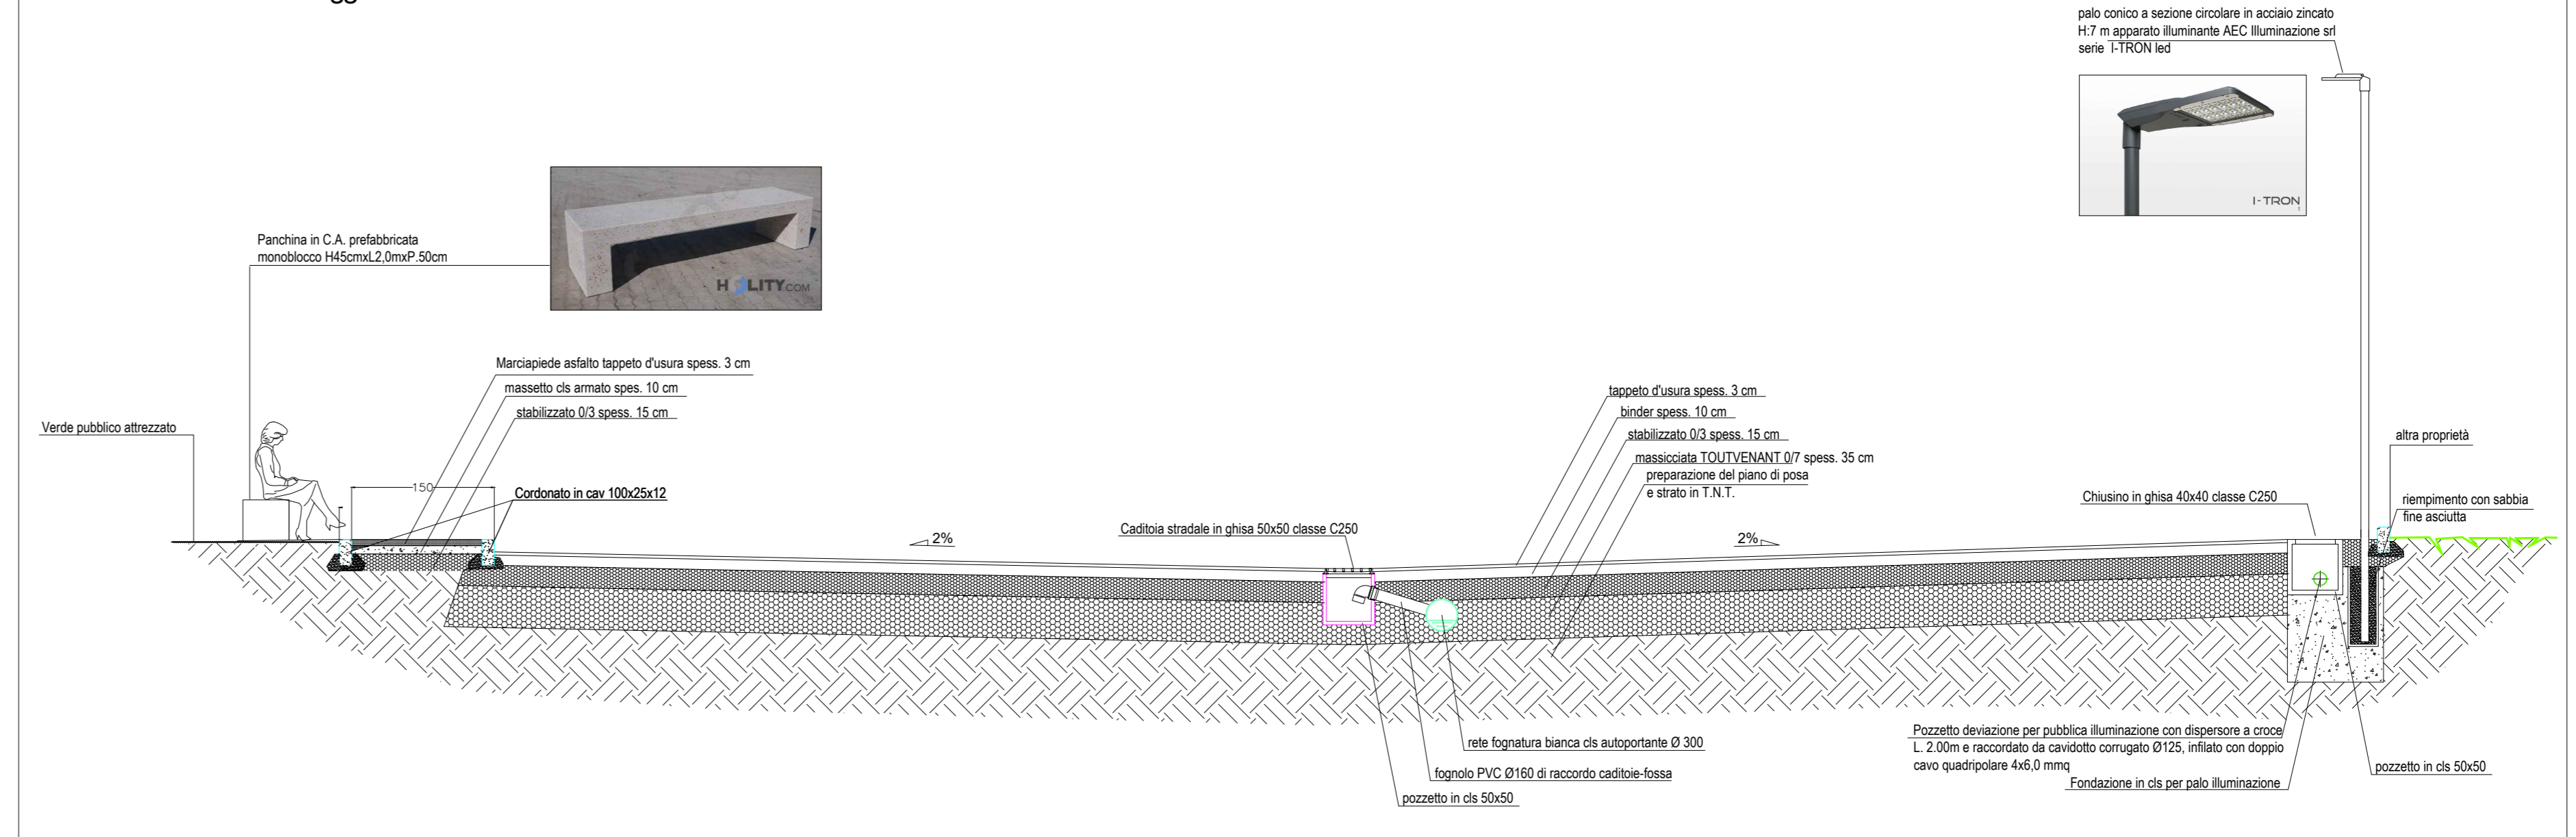 palo conico a sezione circolare in acciaio zincato
H:7 m apparato illuminante AEC Illuminazione srl
serie I-TRON led
I-TRON
Panchina in C.A. prefabbricata
monoblocco H45cmxL2,0mxP.50cm
HOLITY.COM
Marciapiede asfalto tappeto d'usura spess. 3 cm
massetto cls armato spes. 10 cm
stabilizzato 0/3 spess. 15 cm
Verde pubblico attrezzato
150
Cordonato in cav 100x25x12
2%
Caditoia stradale in ghisa 50x50 classe C250
tappeto d'usura spess. 3 cm
binder spess. 10 cm
stabilizzato 0/3 spess. 15 cm
massicciata TOUTVENANT 0/7 spess. 35 cm
preparazione del piano di posa
e strato in T.N.T.
2%
altra proprietà
Chiusino in ghisa 40x40 classe C250
riempimento con sabbia
fine asciutta
rete fognatura bianca cls autoportante Ø 300
fognolo PVC Ø160 di raccordo caditoie-fossa
pozzetto in cls 50x50
Pozzetto deviazione per pubblica illuminazione con dispersore a croce
L. 2.00m e raccordato da cavidotto corrugato Ø125, infilato con doppio
cavo quadripolare 4x6,0 mmq
Fondazione in cls per palo illuminazione
pozzetto in cls 50x50